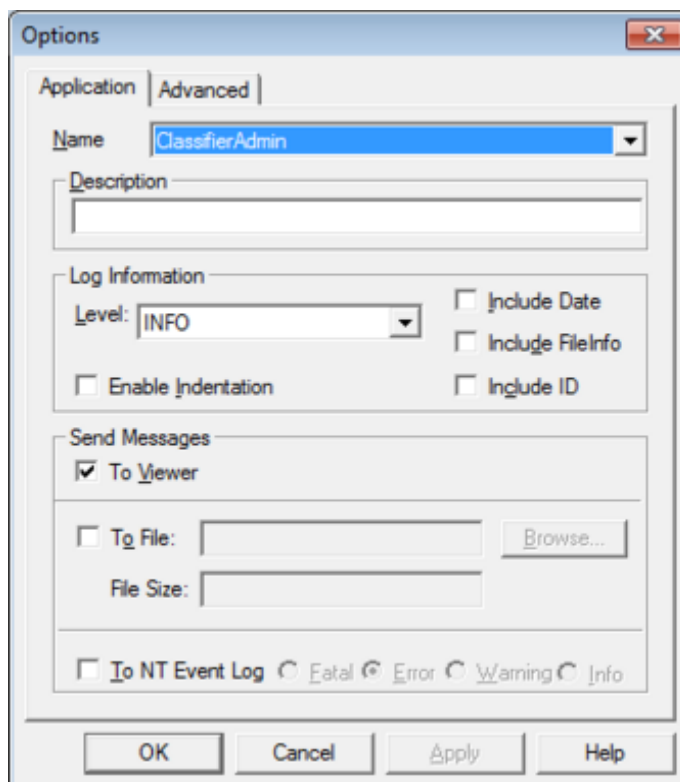 Options
Application Advanced
Name ClassifierAdmin
Description
Log Information
Level: INFO
Include Date
Include FileInfo
Enable Indentation Include ID
Send Messages
To Viewer
To File: Browse...
File Size:
To NT Event Log Fatal Error Warning Info
OK Cancel Apply Help